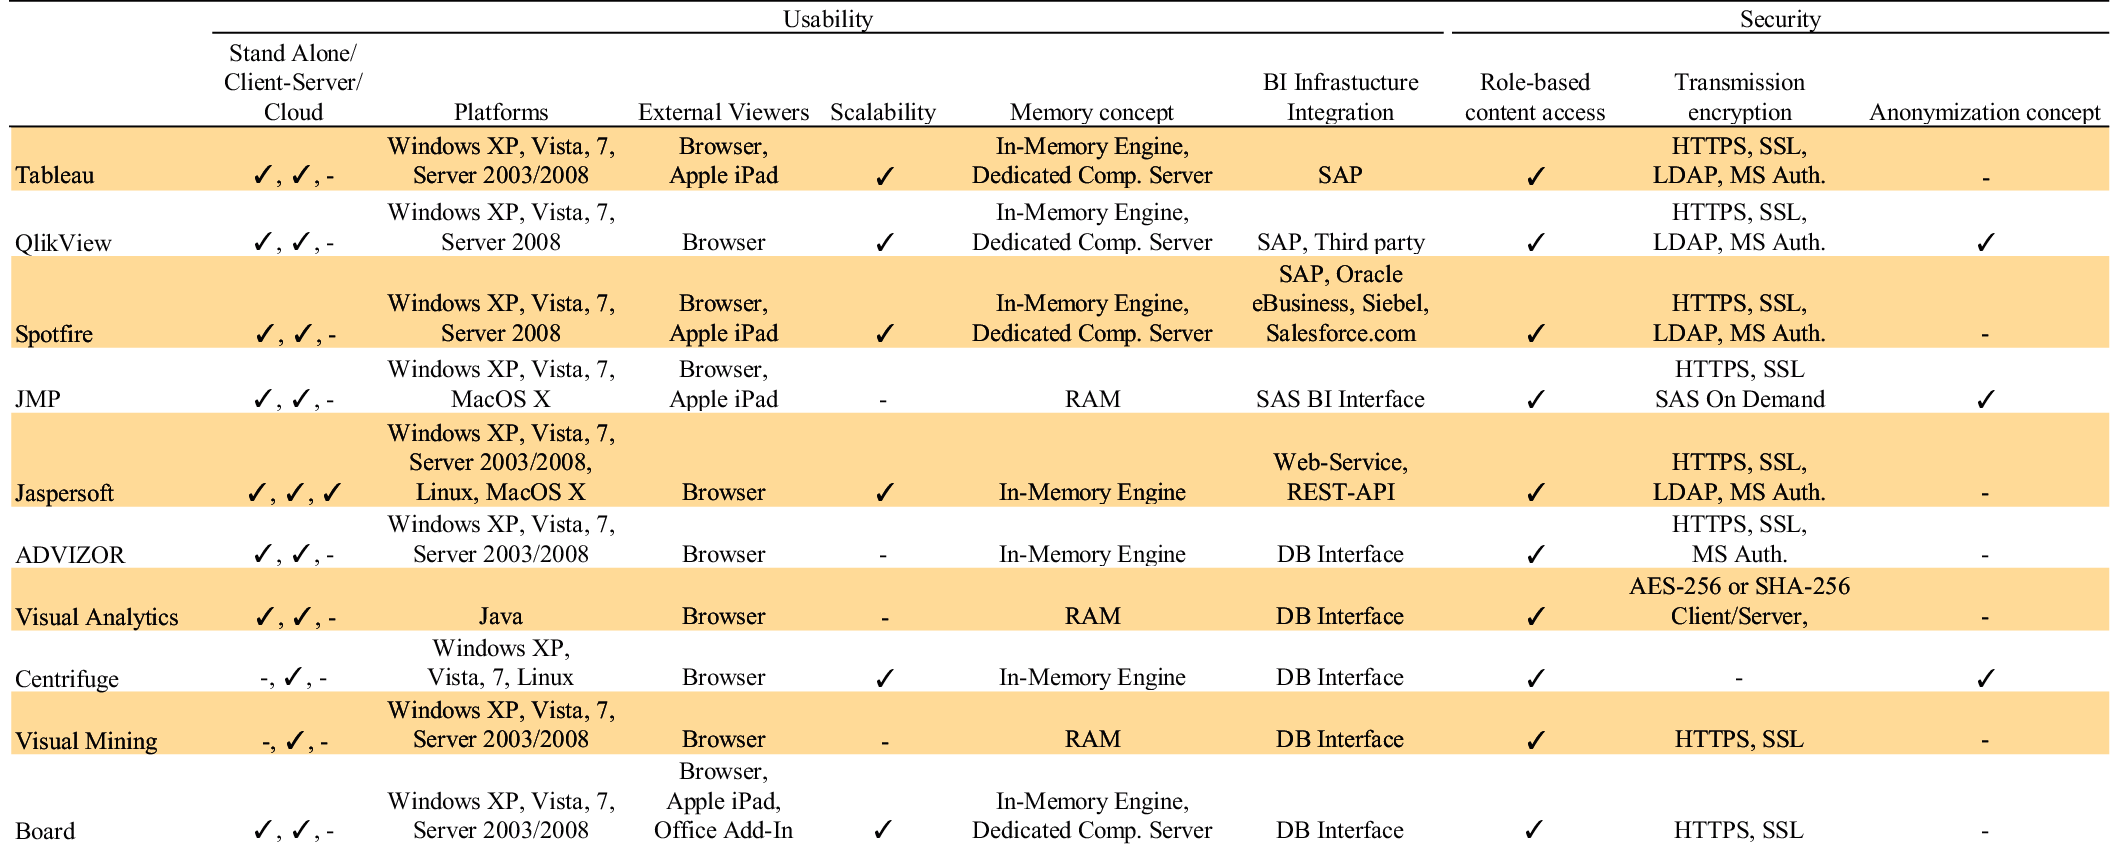 Usability Security
Stand Alone/
Client-Server/ BI Infrastucture Role-based Transmission
Cloud Platforms External Viewers Scalability Memory concept Integration content access encryption Anonymization concept
Windows XP, Vista, 7, Browser, In-Memory Engine, HTTPS, SSL,
Tableau ✓, ✓, - Server 2003/2008 Apple iPad ✓ Dedicated Comp. Server SAP ✓ LDAP, MS Auth. -
Windows XP, Vista, 7, In-Memory Engine, HTTPS, SSL,
QlikView ✓, ✓, - Server 2008 Browser ✓ Dedicated Comp. Server SAP, Third party ✓ LDAP, MS Auth. ✓
SAP, Oracle
Windows XP, Vista, 7, Browser, In-Memory Engine, eBusiness, Siebel, HTTPS, SSL,
Spotfire ✓, ✓, - Server 2008 Apple iPad ✓ Dedicated Comp. Server Salesforce.com ✓ LDAP, MS Auth. -
Windows XP, Vista, 7, Browser, HTTPS, SSL
JMP ✓, ✓, - MacOS X Apple iPad - RAM SAS BI Interface ✓ SAS On Demand ✓
Windows XP, Vista, 7,
Server 2003/2008, Web-Service, HTTPS, SSL,
Jaspersoft ✓, ✓, ✓ Linux, MacOS X Browser ✓ In-Memory Engine REST-API ✓ LDAP, MS Auth. -
Windows XP, Vista, 7, HTTPS, SSL,
ADVIZOR ✓, ✓, - Server 2003/2008 Browser - In-Memory Engine DB Interface ✓ MS Auth. -
AES-256 or SHA-256
Visual Analytics ✓, ✓, - Java Browser - RAM DB Interface ✓ Client/Server, -
Windows XP,
Centrifuge -, ✓, - Vista, 7, Linux Browser ✓ In-Memory Engine DB Interface ✓ - ✓
Windows XP, Vista, 7,
Visual Mining -, ✓, - Server 2003/2008 Browser - RAM DB Interface ✓ HTTPS, SSL -
Browser,
Windows XP, Vista, 7, Apple iPad, In-Memory Engine,
Board ✓, ✓, - Server 2003/2008 Office Add-In ✓ Dedicated Comp. Server DB Interface ✓ HTTPS, SSL -